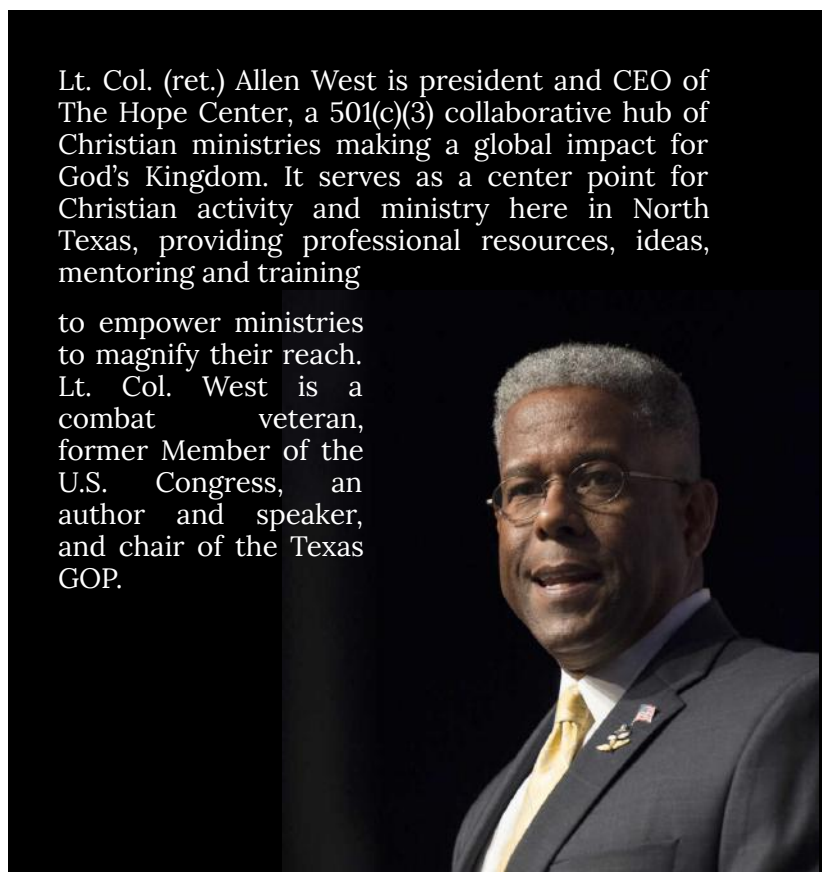 Lt. Col. (ret.) Allen West is president and CEO of
The Hope Center, a 501(c)(3) collaborative hub of
Christian ministries making a global impact for
God’s Kingdom. It serves as a center point for
Christian activity and ministry here in North
Texas, providing professional resources, ideas,
mentoring and training
to empower ministries
to magnify their reach.
Lt. Col. West is a
combat veteran,
former Member of the
U.S. Congress, an
author and speaker,
and chair of the Texas
GOP.